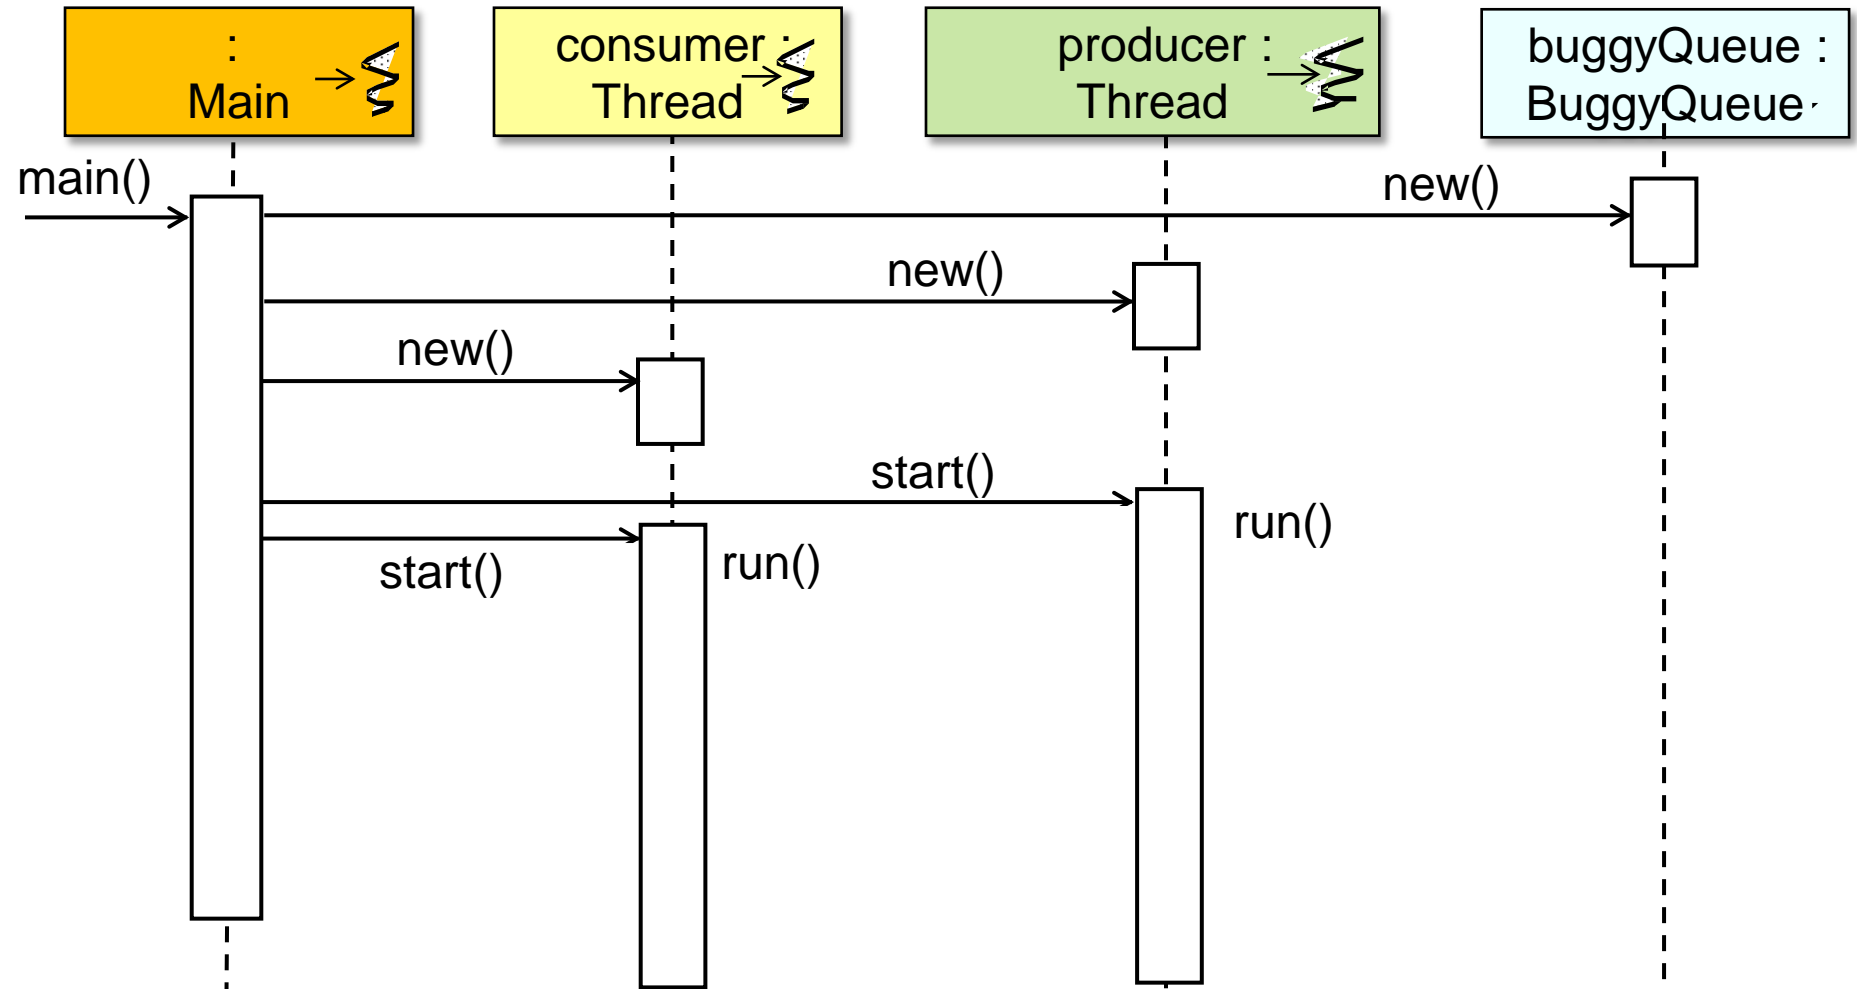 :
Main
consumer :
Thread
producer :
Thread
buggyQueue :
BuggyQueue
main()
new()
new()
new()
start()
run()
start()
run()